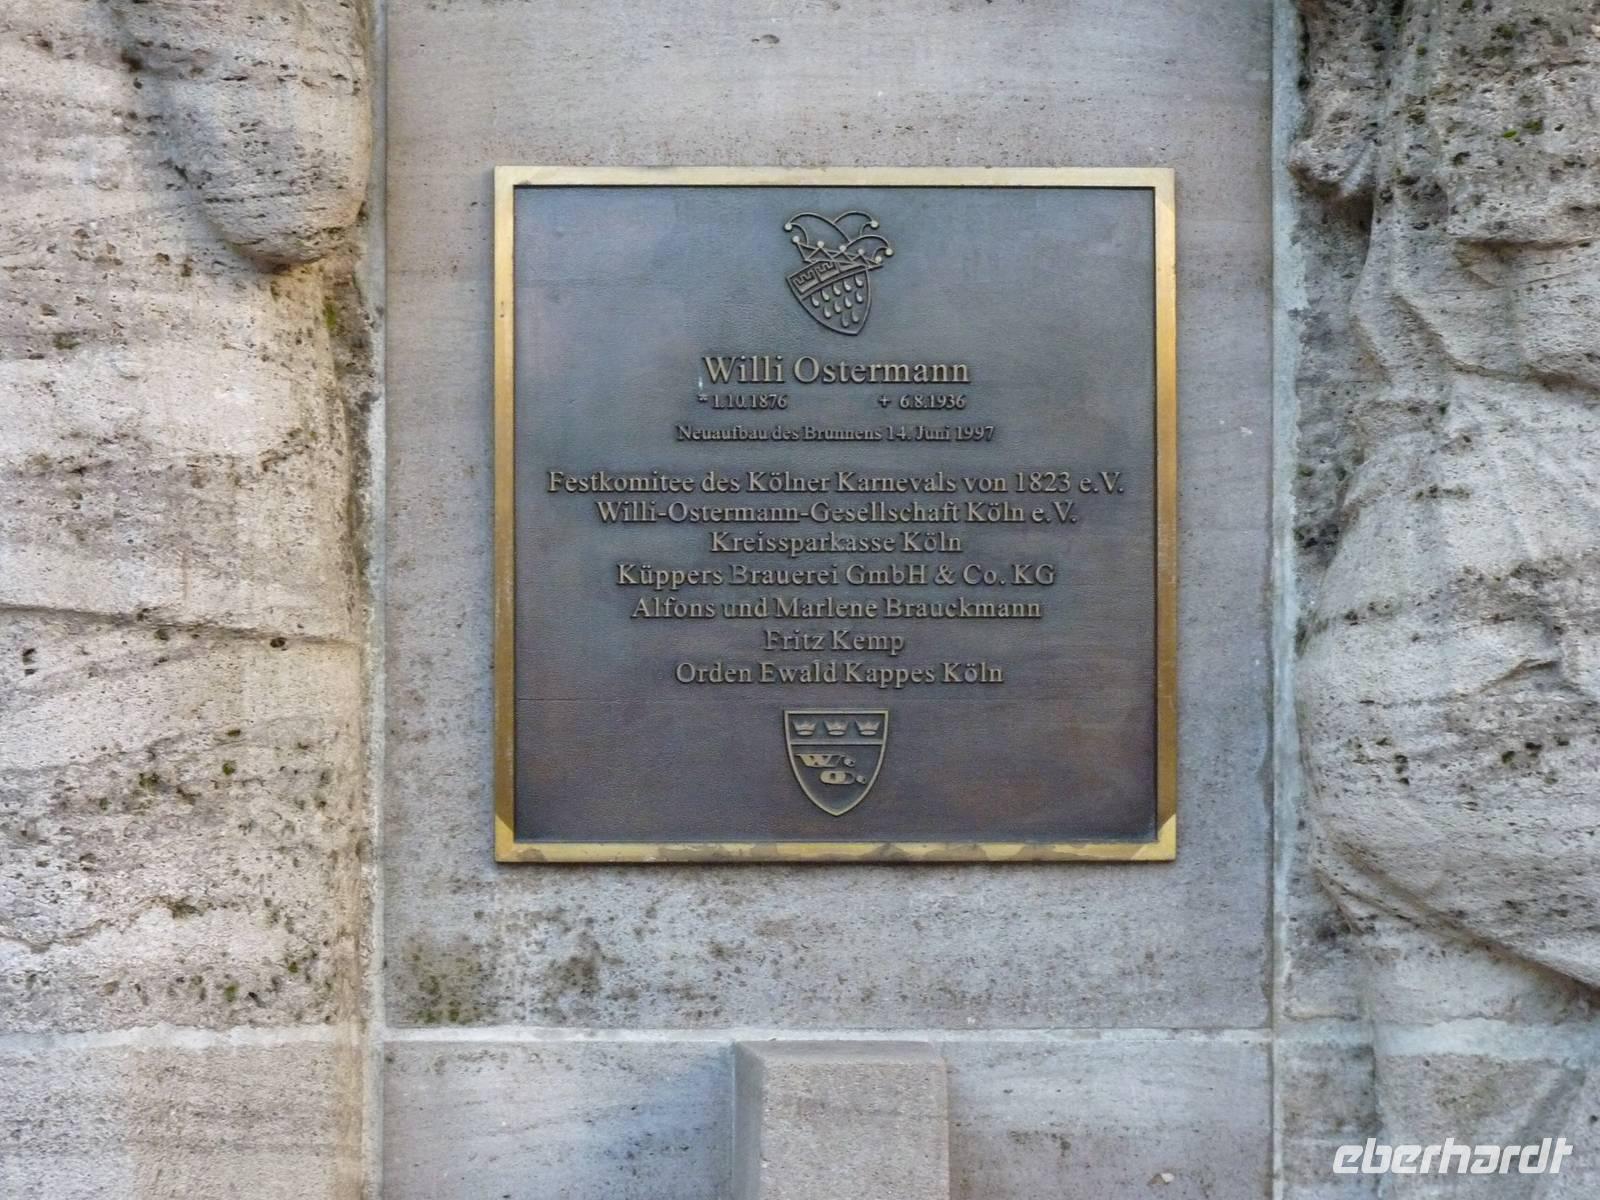 Willi Ostermann
* 1.10.1876 + 6.8.1936
Neuaufbau des Brunnens 14. Juni 1997
Festkomitee des Kölner Karnevals von 1823 e.V.
Willi-Ostermann-Gesellschaft Köln e.V.
Kreissparkasse Köln
Küppers Brauerei GmbH & Co. KG
Alfons und Marlene Brauckmann
Fritz Kemp
Orden Ewald Kappes Köln
W.
O.
eberhardt